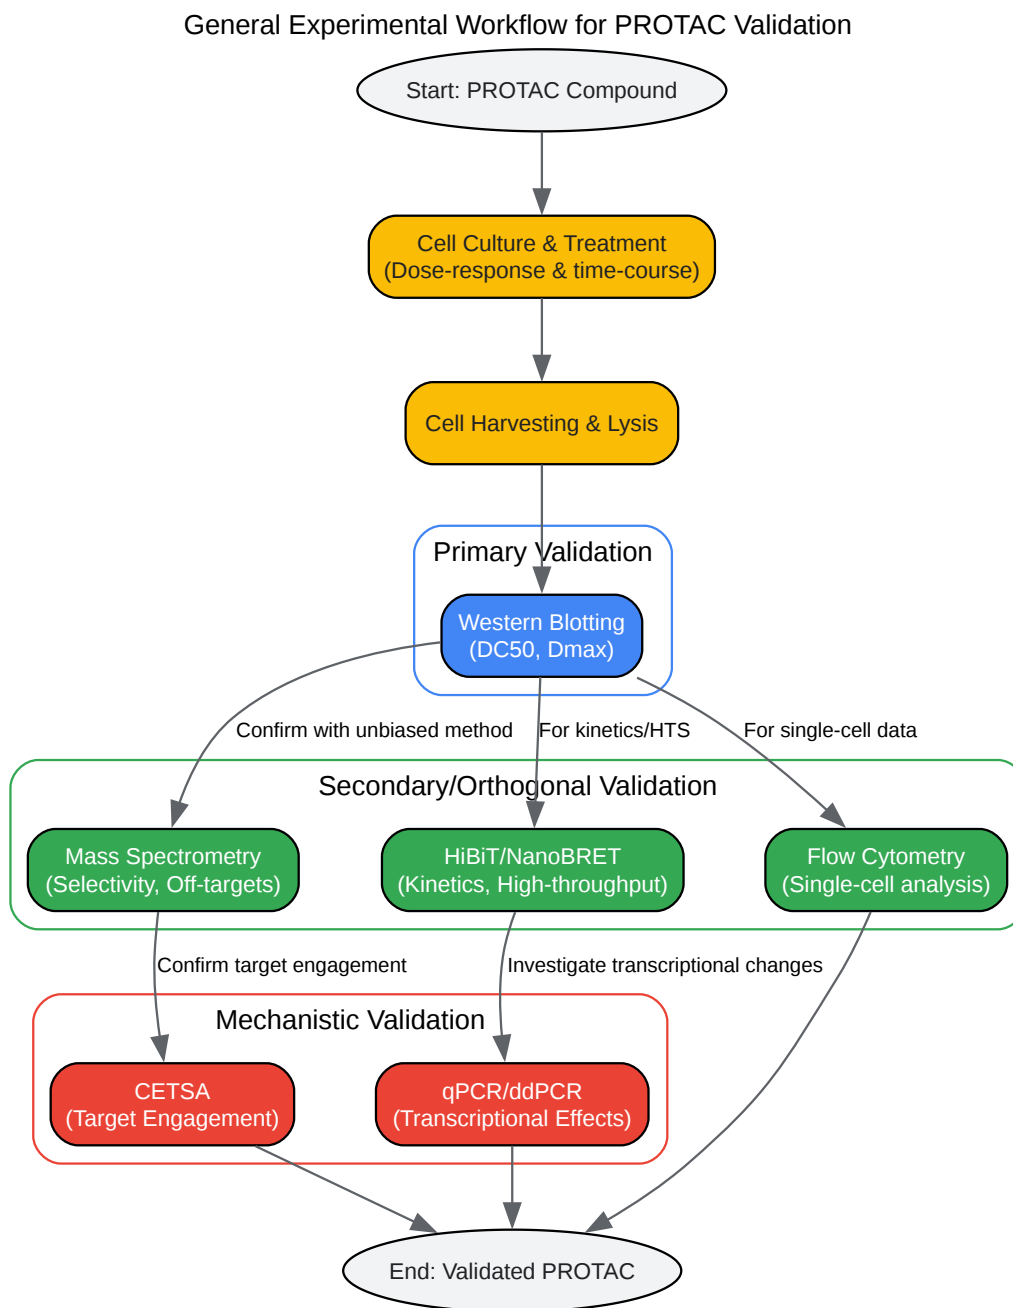 General Experimental Workflow for PROTAC Validation
Start: PROTAC Compound
Cell Culture & Treatment
(Dose-response & time-course)
Cell Harvesting & Lysis
Primary Validation
Western Blotting
(DC50, Dmax)
Confirm with unbiased method
For kinetics/HTS
For single-cell data
Secondary/Orthogonal Validation
Mass Spectrometry
(Selectivity, Off-targets)
HiBiT/NanoBRET
(Kinetics, High-throughput)
Flow Cytometry
(Single-cell analysis)
Confirm target engagement
Investigate transcriptional changes
Mechanistic Validation
CETSA
(Target Engagement)
qPCR/ddPCR
(Transcriptional Effects)
End: Validated PROTAC